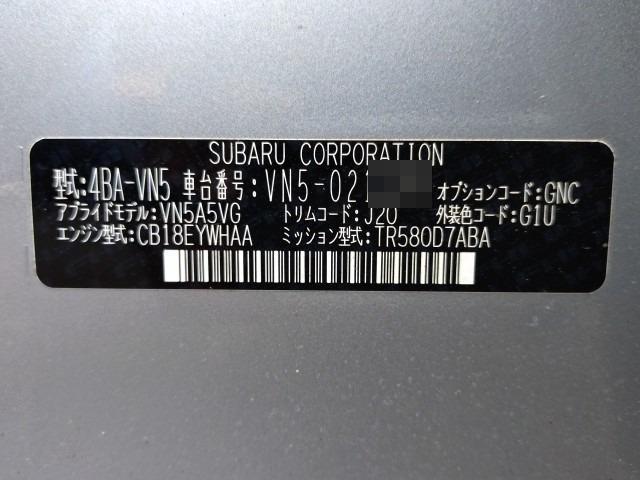 SUBARU CORPORATION
型式:4BA-VN5 車台番号:VN5-021 オプションコード:GNC
アプライドモデル:VN5A5VG トリムコード:J20 外装色コード:G1U
エンジン型式:CB18EYWHAA ミッション型式:TR580D7ABA